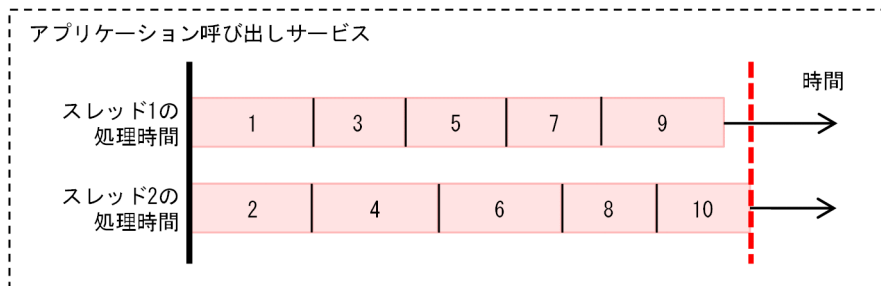 アプリケーション呼び出しサービス
時間
スレッド1の
処理時間
1 3 5 7 9
スレッド2の
処理時間
2 4 6 8 10